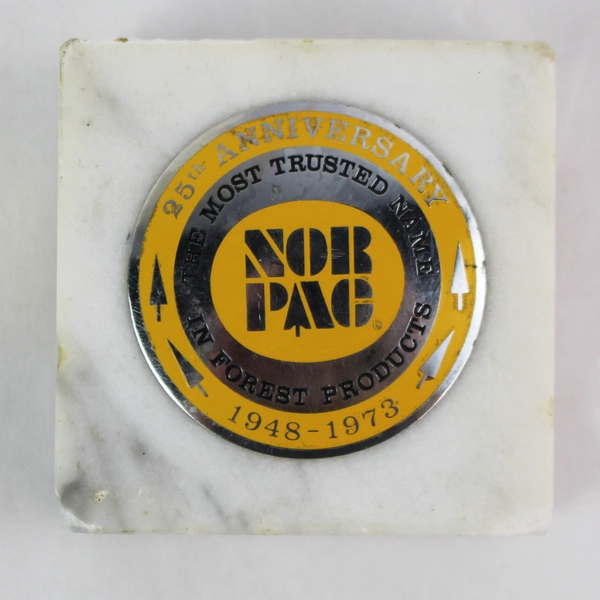 25th ANNIVERSARY
THE MOST TRUSTED NAME
IN FOREST PRODUCTS
NOR
PAC®
1948-1973